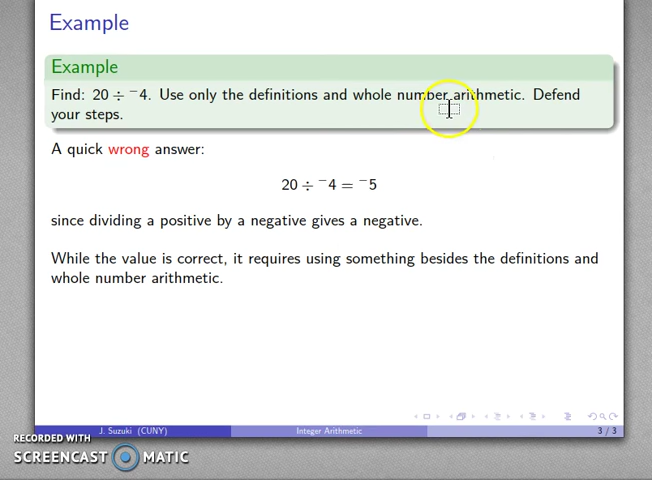 Example
Example
Find: 20 ÷ ⁻4. Use only the definitions and whole number arithmetic. Defend
your steps.
A quick wrong answer:
20 ÷ ⁻4 = ⁻5
since dividing a positive by a negative gives a negative.
While the value is correct, it requires using something besides the definitions and
whole number arithmetic.
J. Suzuki (CUNY)
Integer Arithmetic
3 / 3
RECORDED WITH
SCREENCAST MATIC